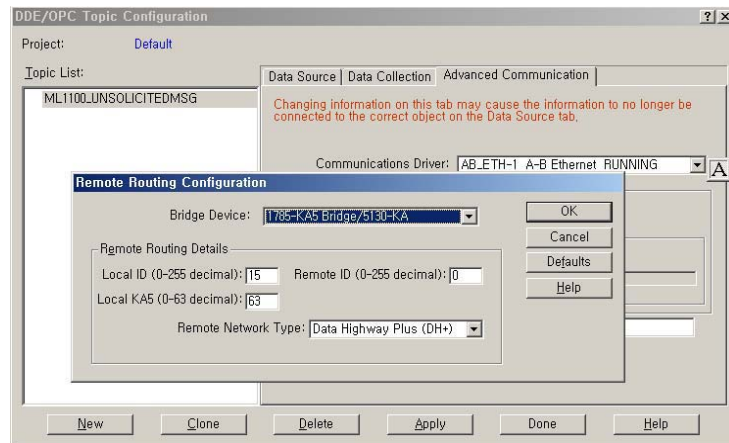 DDE/OPC Topic Configuration
Project: Default
Topic List:
ML1100_UNSOLICITEDMSG
Data Source
Data Collection
Advanced Communication
Changing information on this tab may cause the information to no longer be
connected to the correct object on the Data Source tab,
Communications Driver: AB_ETH-1 A-B Ethernet RUNNING
A
Remote Routing Configuration
Bridge Device: 1785-KA5 Bridge/5130-KA
OK
Cancel
Defaults
Help
Remote Routing Details
Local ID (0-255 decimal): 15 Remote ID (0-255 decimal): 0
Local KA5 (0-63 decimal): 63
Remote Network Type: Data Highway Plus (DH+)
New Clone Delete Apply Done Help